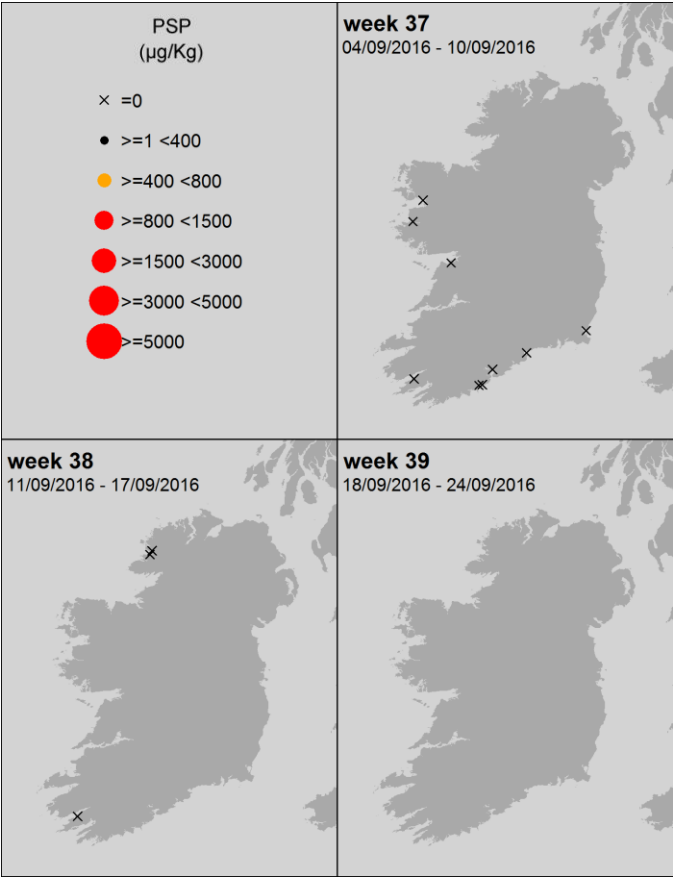 PSP
(µg/Kg)
=0
>=1 <400
>=400 <800
>=800 <1500
>=1500 <3000
>=3000 <5000
>=5000
week 37
04/09/2016 - 10/09/2016
week 38
11/09/2016 - 17/09/2016
week 39
18/09/2016 - 24/09/2016